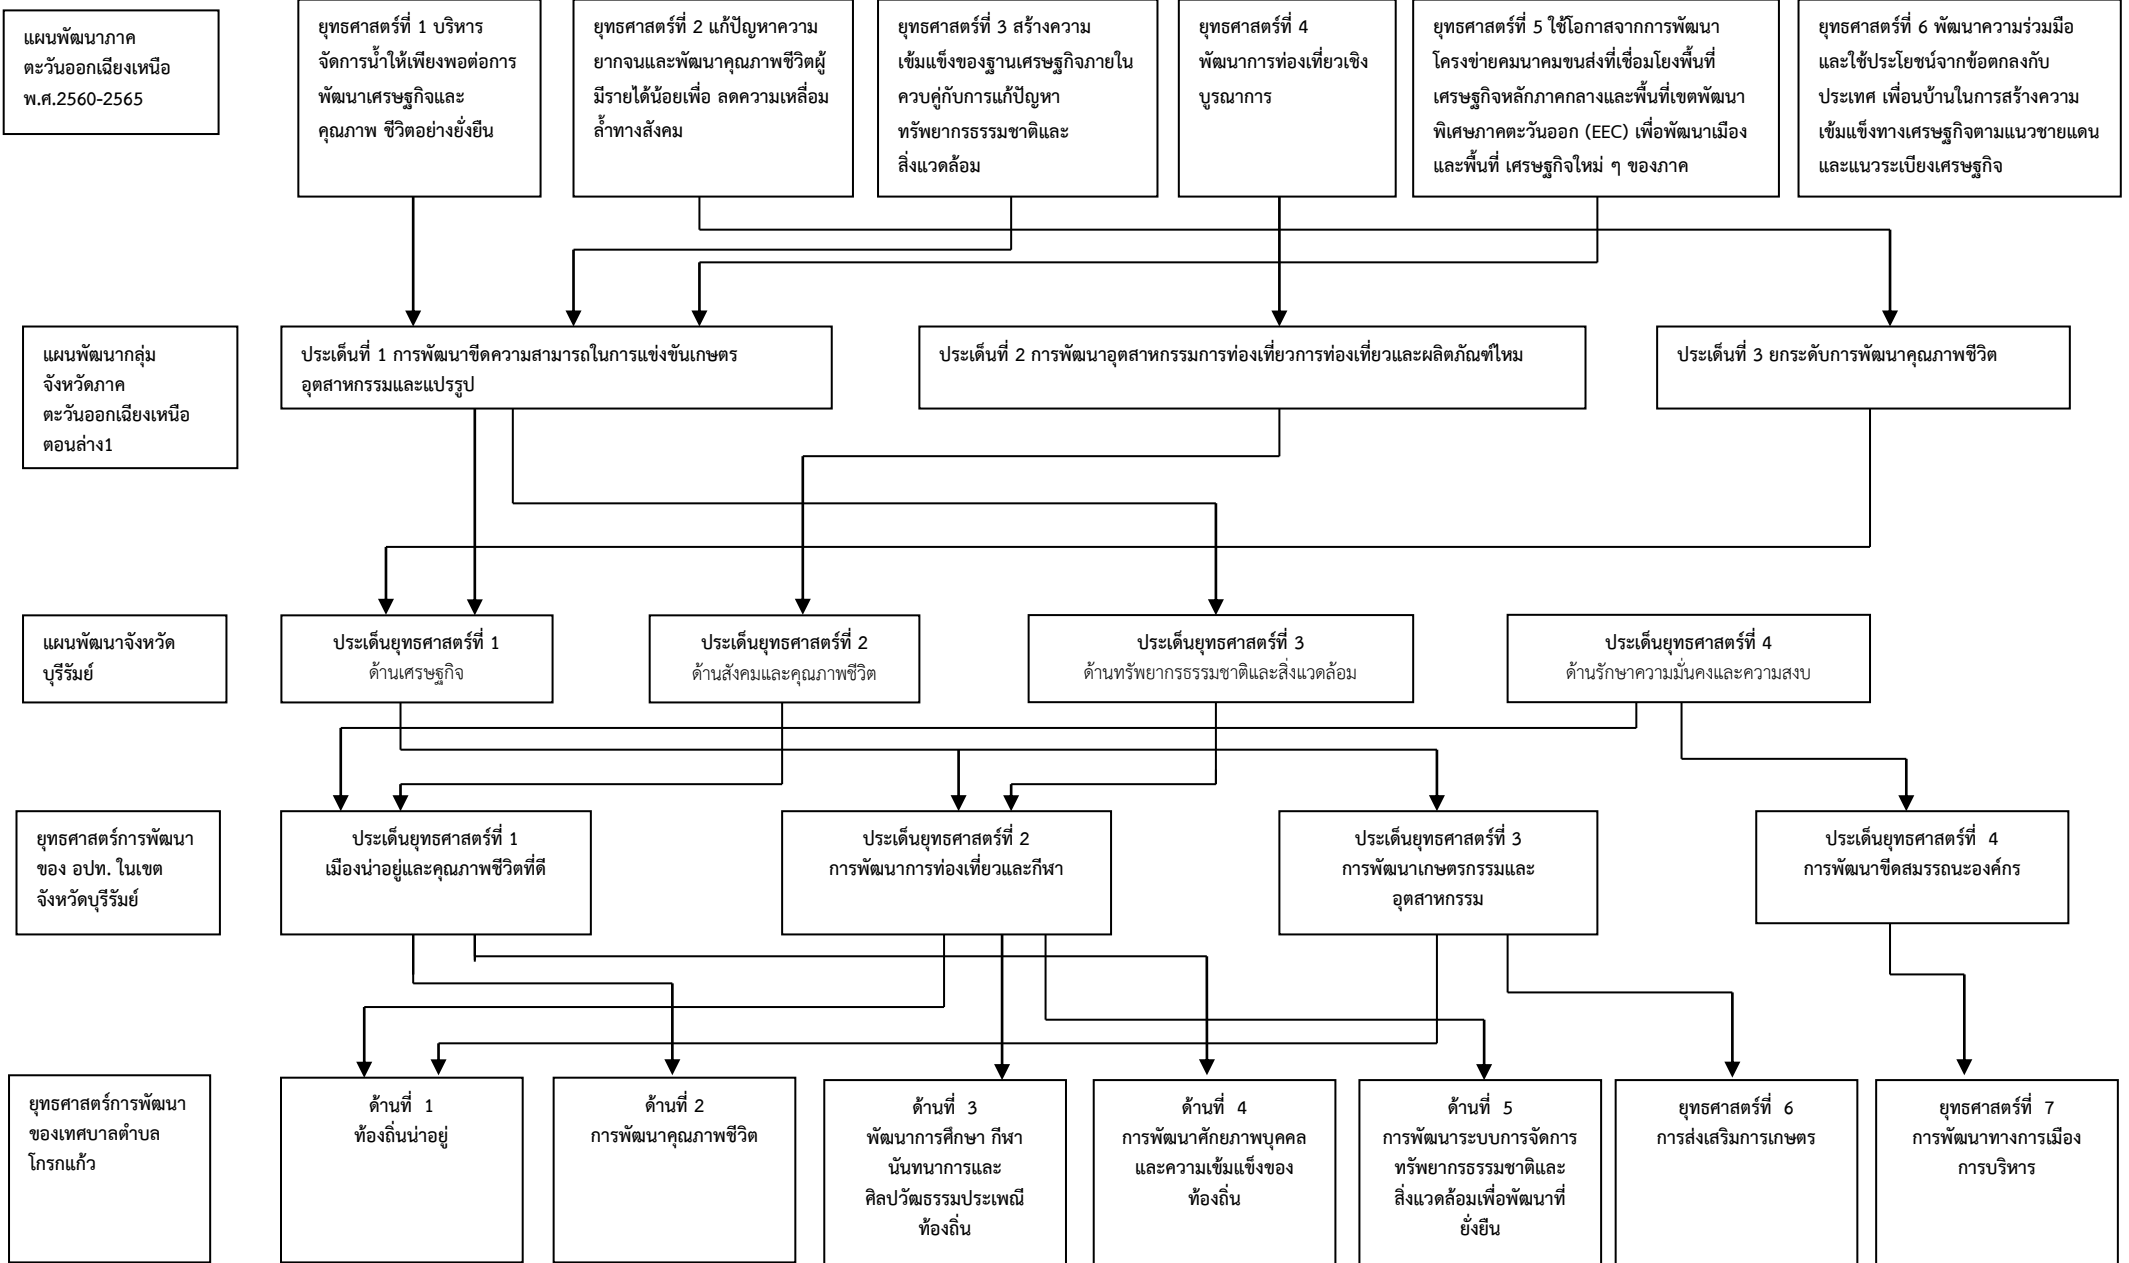 แผนพัฒนาภาค
ตะวันออกเฉียงเหนือ
พ.ศ.2560-2565
ยุทธศาสตร์ที่ 1 บริหาร
จัดการน้ำให้เพียงพอต่อการ
พัฒนาเศรษฐกิจและ
คุณภาพ ชีวิตอย่างยั่งยืน
ยุทธศาสตร์ที่ 2 แก้ปัญหาความ
ยากจนและพัฒนาคุณภาพชีวิตผู้
มีรายได้น้อยเพื่อ ลดความเหลื่อม
ล้ำทางสังคม
ยุทธศาสตร์ที่ 3 สร้างความ
เข้มแข็งของฐานเศรษฐกิจภายใน
ควบคู่กับการแก้ปัญหา
ทรัพยากรธรรมชาติและ
สิ่งแวดล้อม
ยุทธศาสตร์ที่ 4
พัฒนาการท่องเที่ยวเชิง
บูรณาการ
ยุทธศาสตร์ที่ 5 ใช้โอกาสจากการพัฒนา
โครงข่ายคมนาคมขนส่งที่เชื่อมโยงพื้นที่
เศรษฐกิจหลักภาคกลางและพื้นที่เขตพัฒนา
พิเศษภาคตะวันออก (EEC) เพื่อพัฒนาเมือง
และพื้นที่ เศรษฐกิจใหม่ ๆ ของภาค
ยุทธศาสตร์ที่ 6 พัฒนาความร่วมมือ
และใช้ประโยชน์จากข้อตกลงกับ
ประเทศ เพื่อนบ้านในการสร้างความ
เข้มแข็งทางเศรษฐกิจตามแนวชายแดน
และแนวระเบียงเศรษฐกิจ
แผนพัฒนากลุ่ม
จังหวัดภาค
ตะวันออกเฉียงเหนือ
ตอนล่าง1
ประเด็นที่ 1 การพัฒนาขีดความสามารถในการแข่งขันเกษตร
อุตสาหกรรมและแปรรูป
ประเด็นที่ 2 การพัฒนาอุตสาหกรรมการท่องเที่ยวการท่องเที่ยวและผลิตภัณฑ์ไหม
ประเด็นที่ 3 ยกระดับการพัฒนาคุณภาพชีวิต
แผนพัฒนาจังหวัด
บุรีรัมย์
ประเด็นยุทธศาสตร์ที่ 1
ด้านเศรษฐกิจ
ประเด็นยุทธศาสตร์ที่ 2
ด้านสังคมและคุณภาพชีวิต
ประเด็นยุทธศาสตร์ที่ 3
ด้านทรัพยากรธรรมชาติและสิ่งแวดล้อม
ประเด็นยุทธศาสตร์ที่ 4
ด้านรักษาความมั่นคงและความสงบ
ยุทธศาสตร์การพัฒนา
ของ อปท. ในเขต
จังหวัดบุรีรัมย์
ประเด็นยุทธศาสตร์ที่ 1
เมืองน่าอยู่และคุณภาพชีวิตที่ดี
ประเด็นยุทธศาสตร์ที่ 2
การพัฒนาการท่องเที่ยวและกีฬา
ประเด็นยุทธศาสตร์ที่ 3
การพัฒนาเกษตรกรรมและ
อุตสาหกรรม
ประเด็นยุทธศาสตร์ที่ 4
การพัฒนาขีดสมรรถนะองค์กร
ยุทธศาสตร์การพัฒนา
ของเทศบาลตำบล
โกรกแก้ว
ด้านที่ 1
ท้องถิ่นน่าอยู่
ด้านที่ 2
การพัฒนาคุณภาพชีวิต
ด้านที่ 3
พัฒนาการศึกษา กีฬา
นันทนาการและ
ศิลปวัฒธรรมประเพณี
ท้องถิ่น
ด้านที่ 4
การพัฒนาศักยภาพบุคคล
และความเข้มแข็งของ
ท้องถิ่น
ด้านที่ 5
การพัฒนาระบบการจัดการ
ทรัพยากรธรรมชาติและ
สิ่งแวดล้อมเพื่อพัฒนาที่
ยั่งยืน
ยุทธศาสตร์ที่ 6
การส่งเสริมการเกษตร
ยุทธศาสตร์ที่ 7
การพัฒนาทางการเมือง
การบริหาร